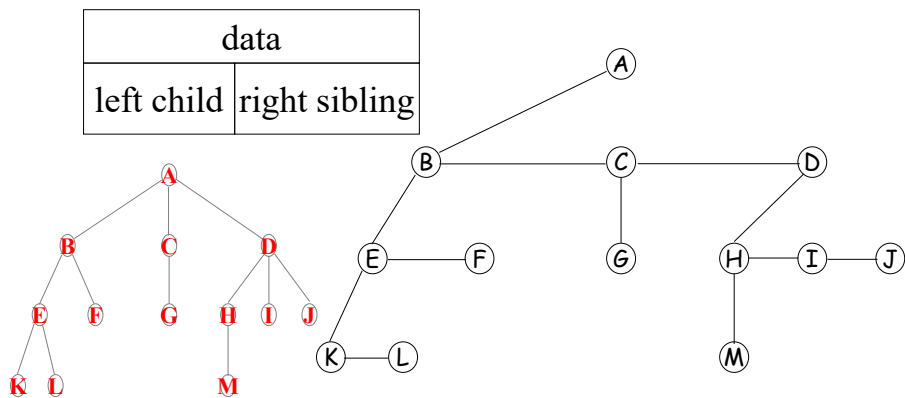 data
left child right sibling
A
B C D
E F G H I J
K L M
A
B C D
E F G H I J
K L M